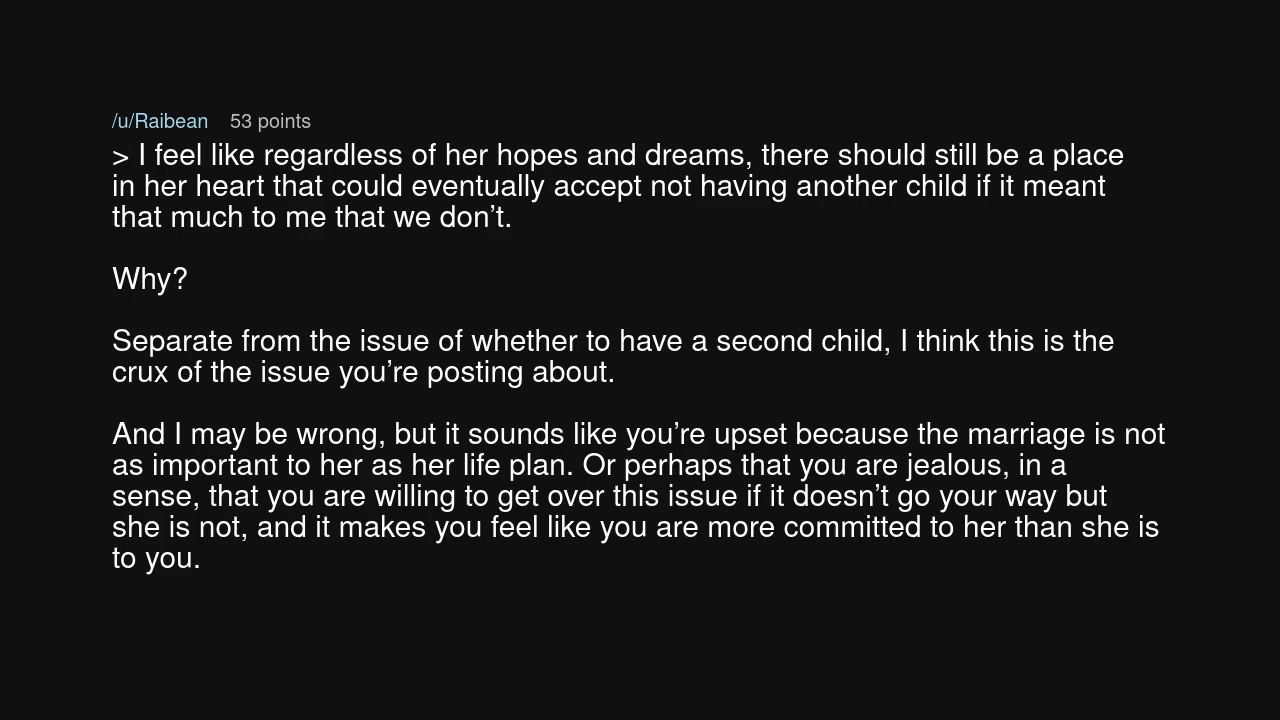 /u/Raibean 53 points
> I feel like regardless of her hopes and dreams, there should still be a place
in her heart that could eventually accept not having another child if it meant
that much to me that we don’t.
Why?
Separate from the issue of whether to have a second child, I think this is the
crux of the issue you’re posting about.
And I may be wrong, but it sounds like you’re upset because the marriage is not
as important to her as her life plan. Or perhaps that you are jealous, in a
sense, that you are willing to get over this issue if it doesn’t go your way but
she is not, and it makes you feel like you are more committed to her than she is
to you.